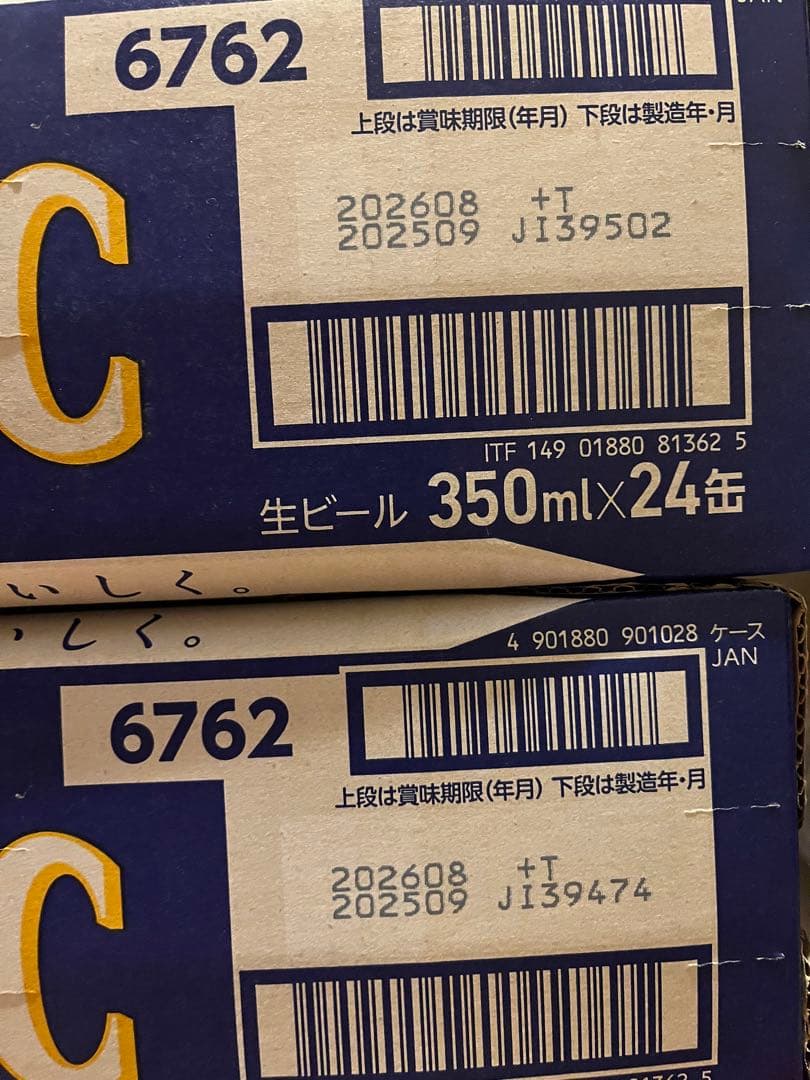 6762
上段は賞味期限(年月) 下段は製造年・月
202608 +T
202509 JI39502
ITF 149 01880 81362 5
生ビール 350ml×24缶
いしく。
しく。
4 901880 901028 ケース
JAN
6762
上段は賞味期限(年月) 下段は製造年・月
202608 +T
202509 JI39474
C
C